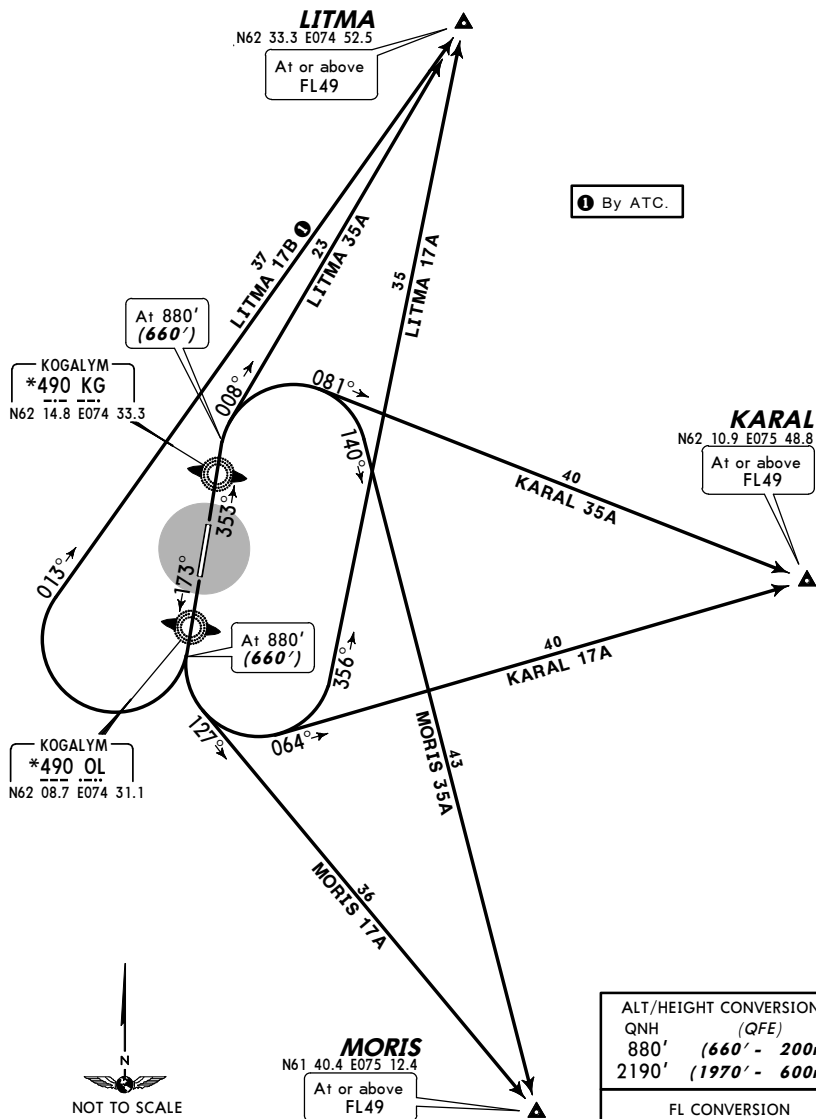 LITMA
N62 33.3 E074 52.5
At or above
FL49
❶ By ATC.
37
LITMA 17B ❶
23
LITMA 35A
35
LITMA 17A
At 880'
(660')
KOGALYM
*490 KG
N62 14.8 E074 33.3
008°
081°
140°
353°
173°
013°
KARAL
N62 10.9 E075 48.8
At or above
FL49
40
KARAL 35A
40
KARAL 17A
At 880'
(660')
356°
127°
064°
KOGALYM
*490 OL
N62 08.7 E074 31.1
43
MORIS 35A
36
MORIS 17A
N
NOT TO SCALE
MORIS
N61 40.4 E075 12.4
At or above
FL49
ALT/HEIGHT CONVERSION
QNH (QFE)
880' (660' - 200
2190' (1970' - 600
FL CONVERSION